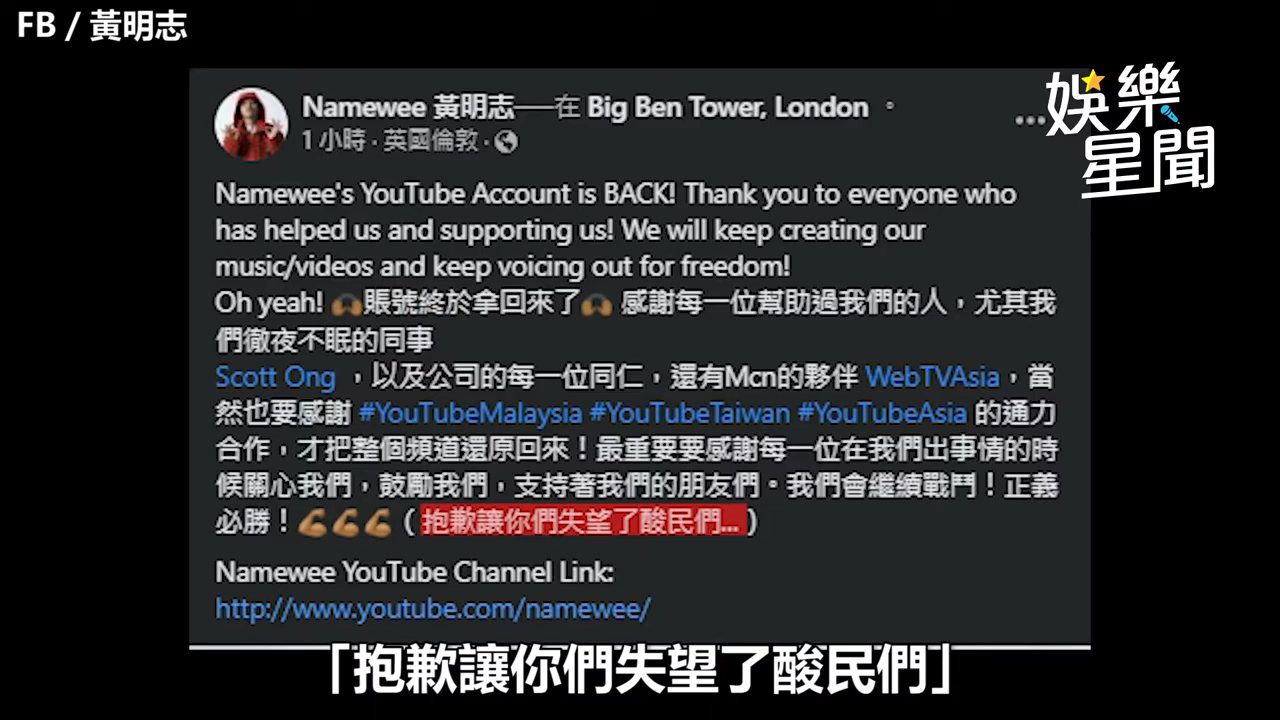 FB / 黃明志
娛樂
星聞
Namewee 黃明志──在 Big Ben Tower, London 。
1 小時 · 英國倫敦 ·
Namewee's YouTube Account is BACK! Thank you to everyone who
has helped us and supporting us! We will keep creating our
music/videos and keep voicing out for freedom!
Oh yeah! 🙌🏾賬號終於拿回來了🙌🏾 感謝每一位幫助過我們的人，尤其我
們徹夜不眠的同事
Scott Ong ，以及公司的每一位同仁，還有Mcn的夥伴 WebTVAsia，當
然也要感謝 #YouTubeMalaysia #YouTubeTaiwan #YouTubeAsia 的通力
合作，才把整個頻道還原回來！最重要要感謝每一位在我們出事情的時
候關心我們，鼓勵我們，支持著我們的朋友們。我們會繼續戰鬥！正義
必勝！💪🏽💪🏽💪🏽（抱歉讓你們失望了酸民們...）
Namewee YouTube Channel Link:
http://www.youtube.com/namewee/
「抱歉讓你們失望了酸民們」